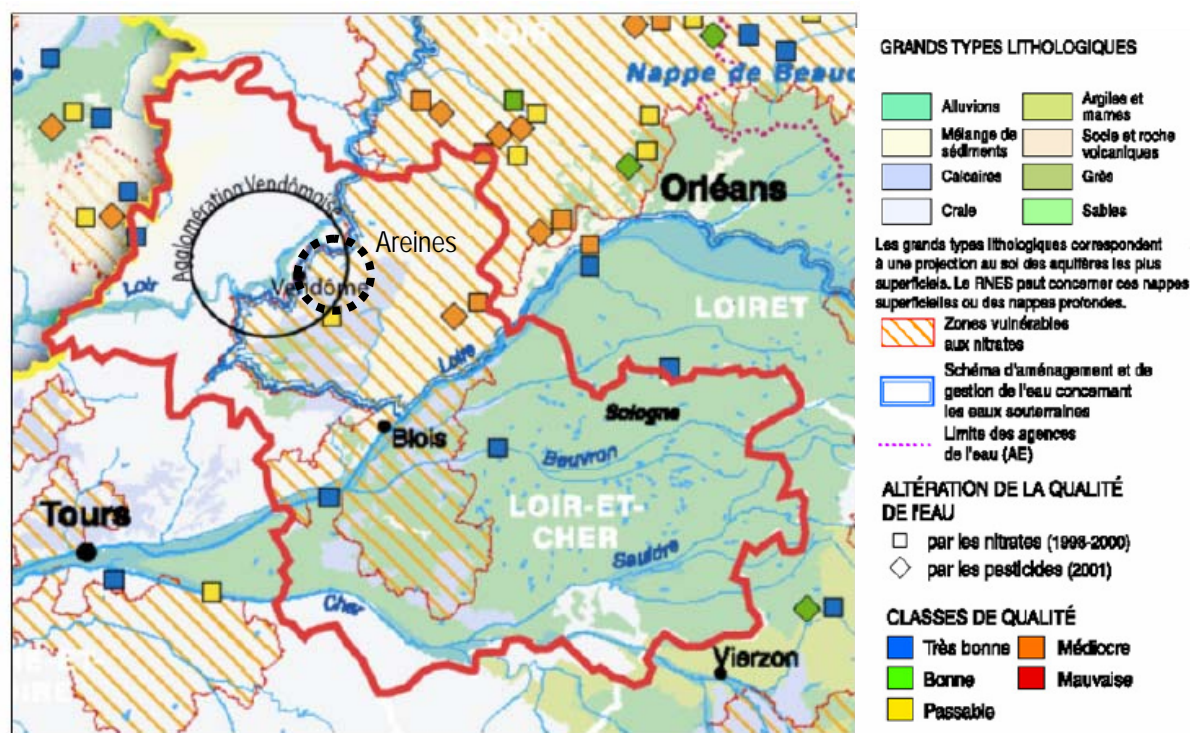 LOIR
Nappe de Beauc
Orléans
Agglomération Vendômoise
Areines
Vendôme
Loir
LOIRET
Loire
Sologne
Blois
Beuvron
LOIR-ET-
CHER
Tours
Sauldre
Cher
Vierzon
GRANDS TYPES LITHOLOGIQUES
Alluvions
Argiles et
marnes
Mélange de
sédiments
Socle et roche
volcaniques
Calcaires
Grès
Craie
Sables
Les grands types lithologiques correspondent
à une projection au sol des aquifères les plus
superficiels. Le RNES peut concerner ces nappes
superficielles ou des nappes profondes.
Zones vulnérables
aux nitrates
Schéma d'aménagement et de
gestion de l'eau concernant
les eaux souterraines
Limite des agences
de l'eau (AE)
ALTÉRATION DE LA QUALITÉ
DE l'EAU
par les nitrates (1998-2000)
par les pesticides (2001)
CLASSES DE QUALITÉ
Très bonne
Médiocre
Bonne
Mauvaise
Passable